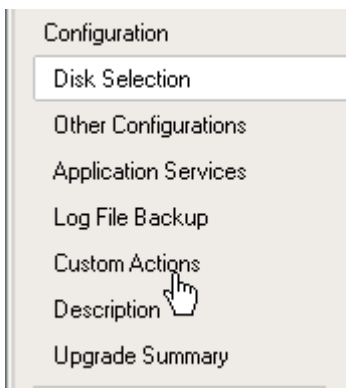 Configuration
Disk Selection
Other Configurations
Application Services
Log File Backup
Custom Actions
Description
Upgrade Summary